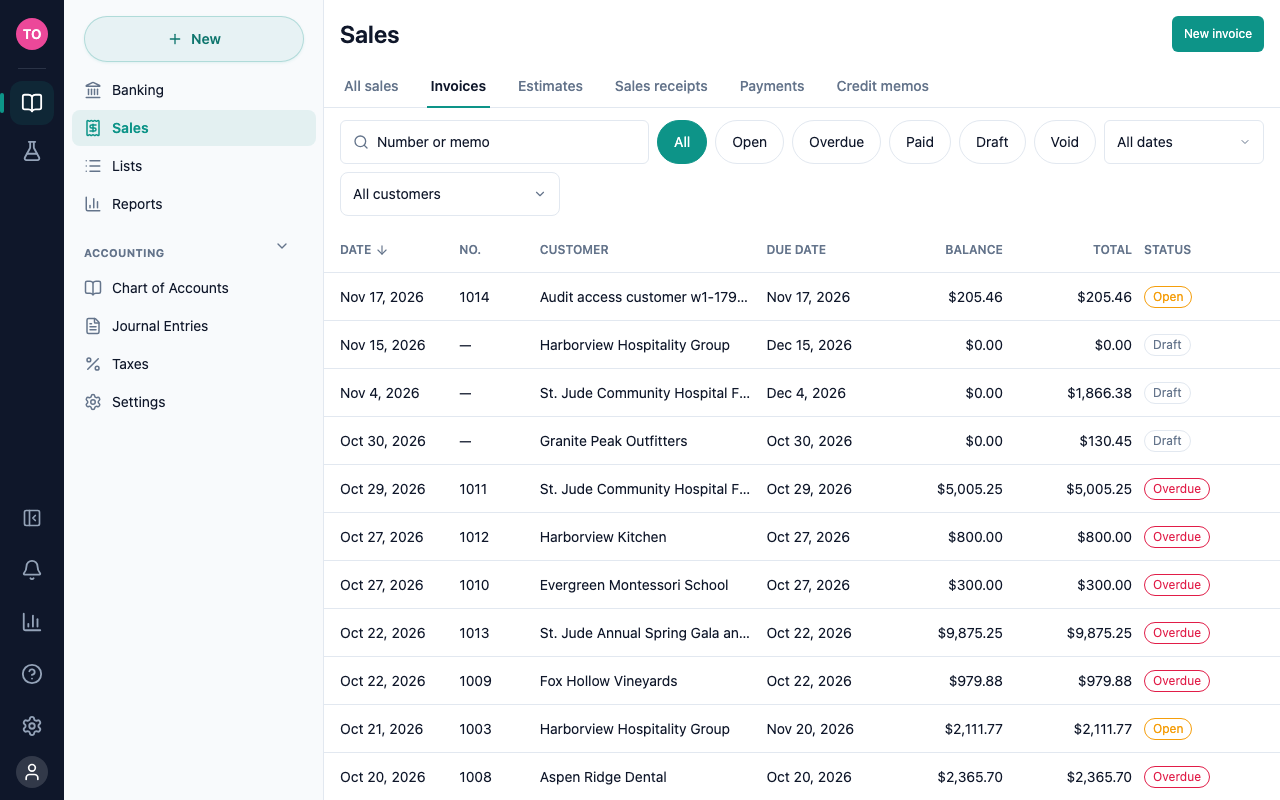 TO
New
Banking
Sales
Lists
Reports
ACCOUNTING
Chart of Accounts
Journal Entries
Taxes
Settings
Sales
New invoice
All sales Invoices Estimates Sales receipts Payments Credit memos
Number or memo All Open Overdue Paid Draft Void All dates
All customers
DATE NO. CUSTOMER DUE DATE BALANCE TOTAL STATUS
Nov 17, 2026 1014 Audit access customer w1-179... Nov 17, 2026 $205.46 $205.46 Open
Nov 15, 2026 — Harborview Hospitality Group Dec 15, 2026 $0.00 $0.00 Draft
Nov 4, 2026 — St. Jude Community Hospital F... Dec 4, 2026 $0.00 $1,866.38 Draft
Oct 30, 2026 — Granite Peak Outfitters Oct 30, 2026 $0.00 $130.45 Draft
Oct 29, 2026 1011 St. Jude Community Hospital F... Oct 29, 2026 $5,005.25 $5,005.25 Overdue
Oct 27, 2026 1012 Harborview Kitchen Oct 27, 2026 $800.00 $800.00 Overdue
Oct 27, 2026 1010 Evergreen Montessori School Oct 27, 2026 $300.00 $300.00 Overdue
Oct 22, 2026 1013 St. Jude Annual Spring Gala an... Oct 22, 2026 $9,875.25 $9,875.25 Overdue
Oct 22, 2026 1009 Fox Hollow Vineyards Oct 22, 2026 $979.88 $979.88 Overdue
Oct 21, 2026 1003 Harborview Hospitality Group Nov 20, 2026 $2,111.77 $2,111.77 Open
Oct 20, 2026 1008 Aspen Ridge Dental Oct 20, 2026 $2,365.70 $2,365.70 Overdue